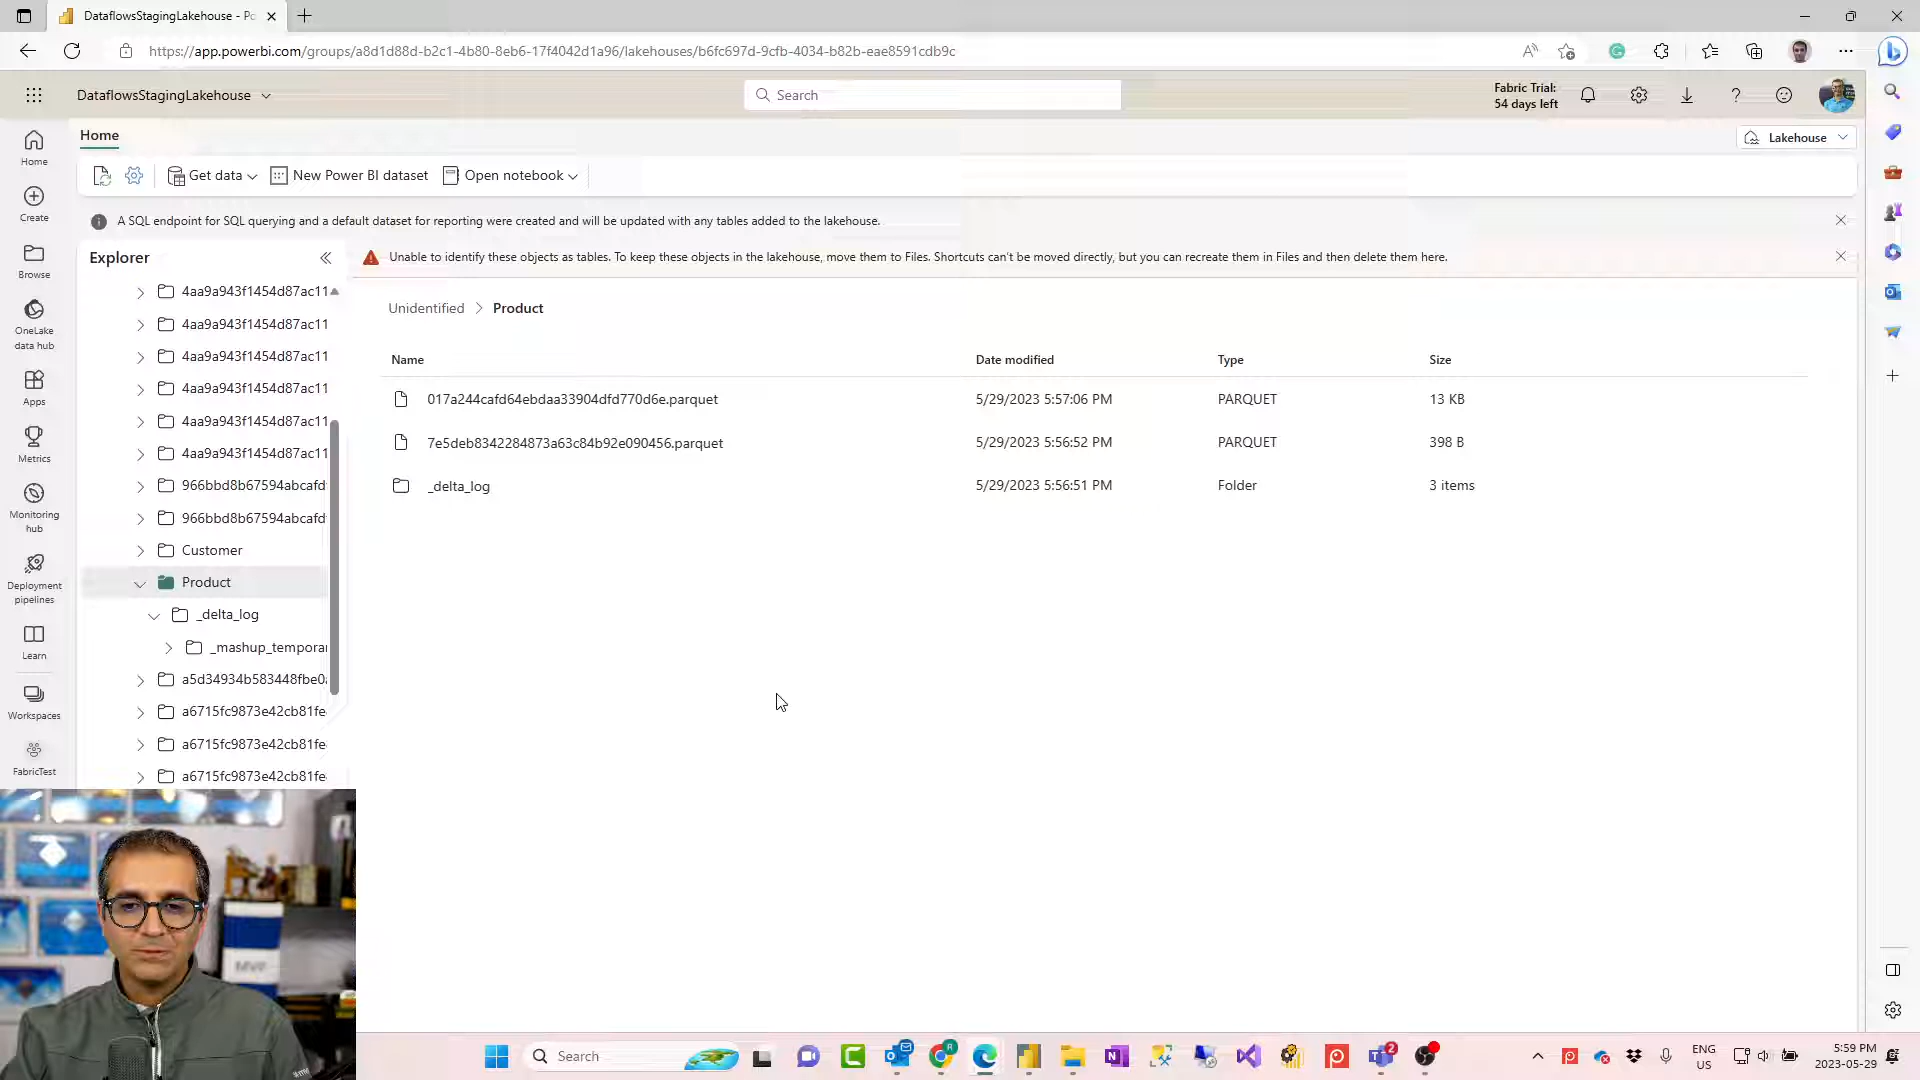 DataflowsStagingLakehouse - Po
https://app.powerbi.com/groups/a8d1d88d-b2c1-4b80-8eb6-17f4042d1a96/lakehouses/b6fc697d-9cfb-4034-b82b-eae8591cdb9c
DataflowsStagingLakehouse
Search
Fabric Trial:
54 days left
Home
Lakehouse
Get data
New Power BI dataset
Open notebook
A SQL endpoint for SQL querying and a default dataset for reporting were created and will be updated with any tables added to the lakehouse.
Home
Create
Browse
OneLake
data hub
Apps
Metrics
Monitoring
hub
Deployment
pipelines
Learn
Workspaces
FabricTest
Explorer
4aa9a943f1454d87ac11
4aa9a943f1454d87ac11
4aa9a943f1454d87ac11
4aa9a943f1454d87ac11
4aa9a943f1454d87ac11
4aa9a943f1454d87ac11
966bbd8b67594abcafd
966bbd8b67594abcafd
Customer
Product
_delta_log
_mashup_temporar
a5d34934b583448fbe0
a6715fc9873e42cb81fe
a6715fc9873e42cb81fe
a6715fc9873e42cb81fe
Unable to identify these objects as tables. To keep these objects in the lakehouse, move them to Files. Shortcuts can't be moved directly, but you can recreate them in Files and then delete them here.
Unidentified > Product
Name Date modified Type Size
017a244cafd64ebdaa33904dfd770d6e.parquet 5/29/2023 5:57:06 PM PARQUET 13 KB
7e5deb8342284873a63c84b92e090456.parquet 5/29/2023 5:56:52 PM PARQUET 398 B
_delta_log 5/29/2023 5:56:51 PM Folder 3 items
MVP
Search
R
2
ENG
US
5:59 PM
2023-05-29